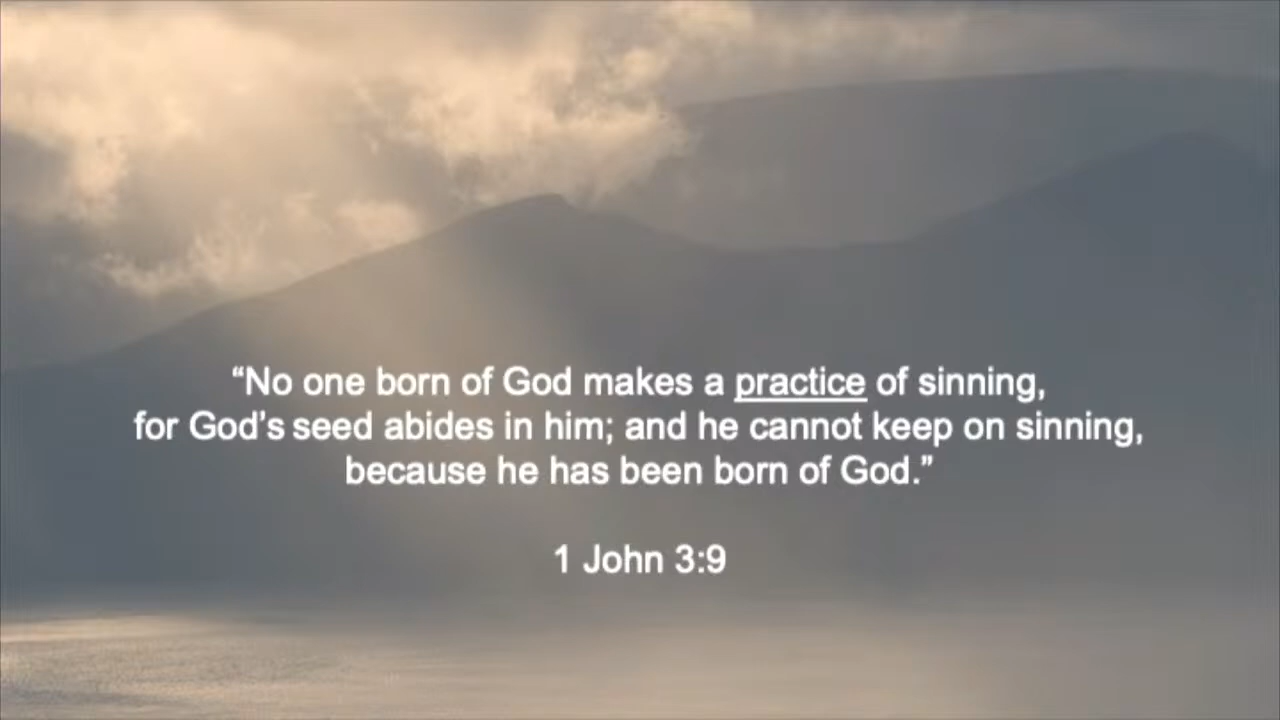 “No one born of God makes a practice of sinning,
for God’s seed abides in him; and he cannot keep on sinning,
because he has been born of God.”
1 John 3:9